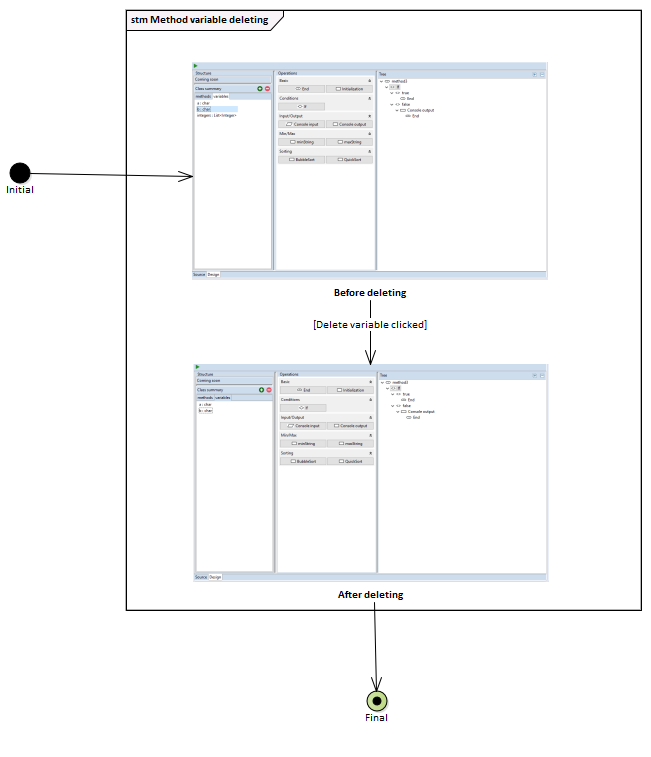 stm Method variable deleting
Structure
Coming soon
Class summary
methods variables
a : char
b : char
integers : List<Integer>
Operations
Basic
End Initialization
Conditions
If
Input/Output
Console input Console output
Min/Max
minString maxString
Sorting
BubbleSort QuickSort
Tree
method1
If
true
End
false
Console output
End
Source Design
Initial
Before deleting
[Delete variable clicked]
Structure
Coming soon
Class summary
methods variables
a : char
b : char
Operations
Basic
End Initialization
Conditions
If
Input/Output
Console input Console output
Min/Max
minString maxString
Sorting
BubbleSort QuickSort
Tree
method1
If
true
End
false
Console output
End
Source Design
After deleting
Final